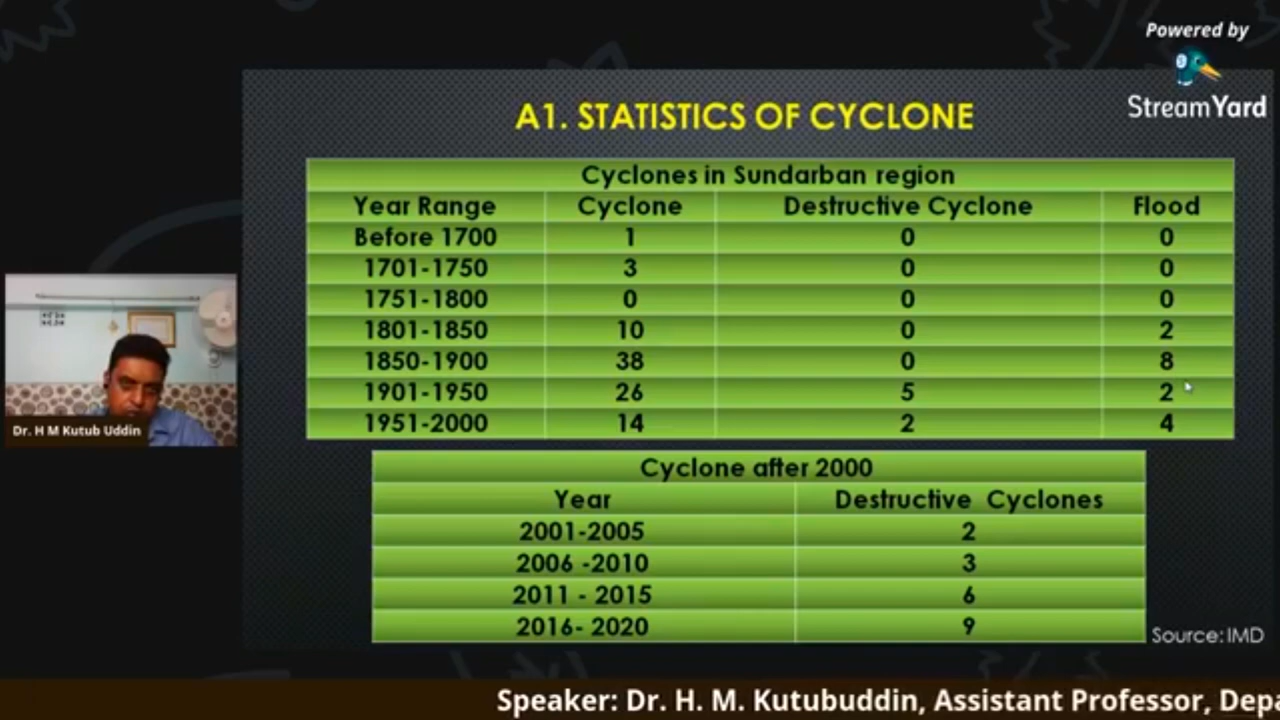 Powered by
StreamYard
A1. STATISTICS OF CYCLONE
Cyclones in Sundarban region
Year Range Cyclone Destructive Cyclone Flood
Before 1700 1 0 0
1701-1750 3 0 0
1751-1800 0 0 0
1801-1850 10 0 2
1850-1900 38 0 8
1901-1950 26 5 2
1951-2000 14 2 4
Cyclone after 2000
Year Destructive Cyclones
2001-2005 2
2006 -2010 3
2011 - 2015 6
2016- 2020 9
Source: IMD
Dr. H M Kutub Uddin
Speaker: Dr. H. M. Kutubuddin, Assistant Professor, Depa